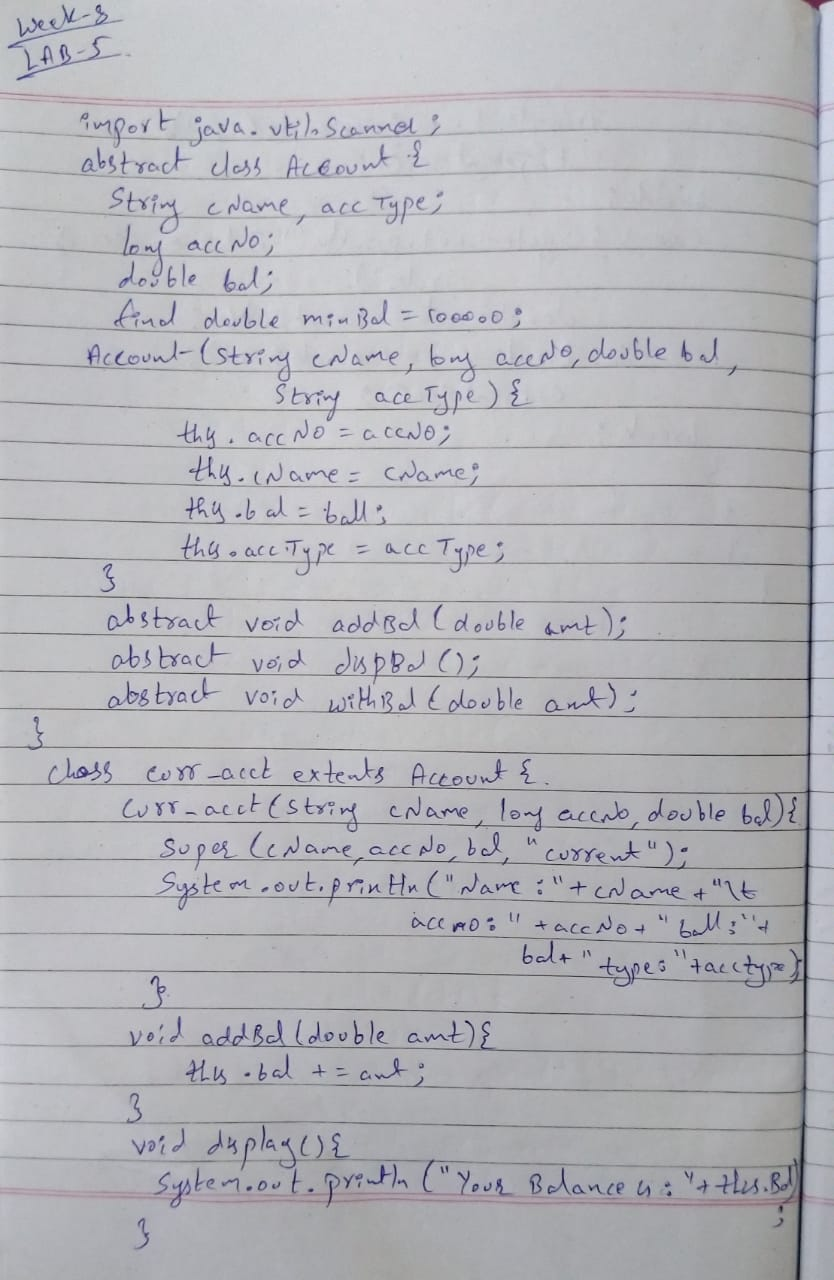 Week-8
LAB-5
import java.util.Scanner;
abstract class Account {
String cName, accType;
long accNo;
double bal;
final double minBal = 100000;
Account (String cName, long accNo, double bal,
String accType) {
this.accNo = accNo;
this.cName = cName;
this.bal = ball;
this.accType = accType;
}
abstract void addBal (double amt);
abstract void dispBal ();
abstract void withBal (double amt);
}
class curr_acct extents Account {
Curr_acct (String cName, long accNo, double bal){
Super (cName, accNo, bal, "current");
System.out.println ("Name :" + cName + "\t
accNO: " + accNo + " ball : "+
bal+ " type: "+acctype)
}
void addBal (double amt){
this.bal += amt;
}
void display(){
System.out.println ("Your Balance is : "+ this.Bal)
;
}